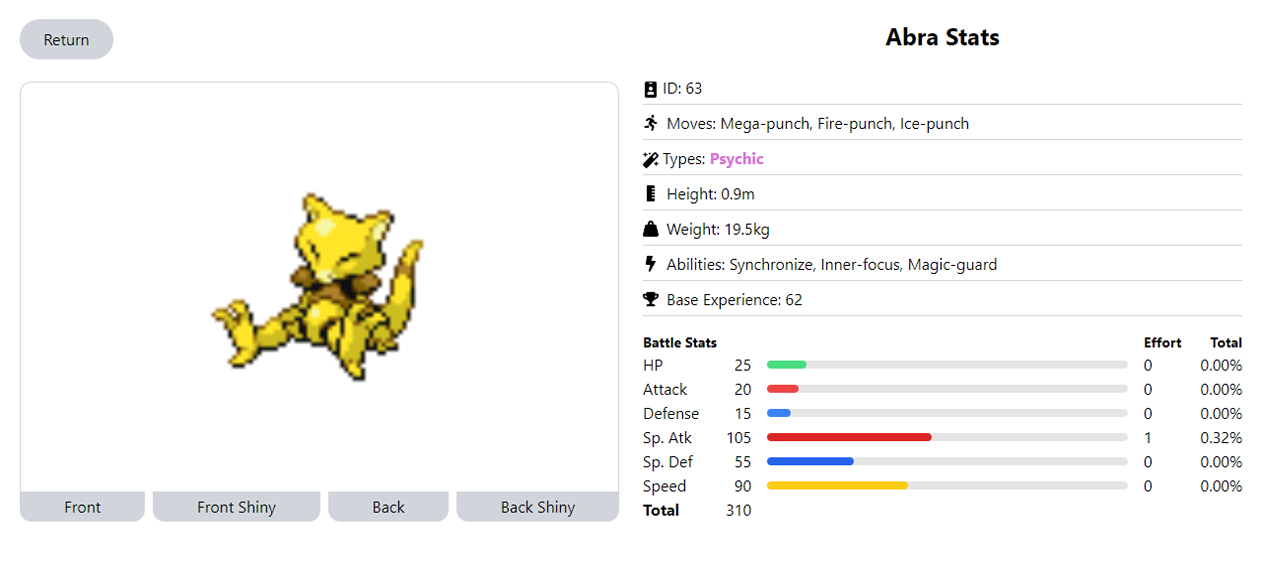 Return
Abra Stats
ID: 63
Moves: Mega-punch, Fire-punch, Ice-punch
Types: Psychic
Height: 0.9m
Weight: 19.5kg
Abilities: Synchronize, Inner-focus, Magic-guard
Base Experience: 62
Battle Stats Effort Total
HP 25 0 0.00%
Attack 20 0 0.00%
Defense 15 0 0.00%
Sp. Atk 105 1 0.32%
Sp. Def 55 0 0.00%
Speed 90 0 0.00%
Total 310
Front Front Shiny Back Back Shiny